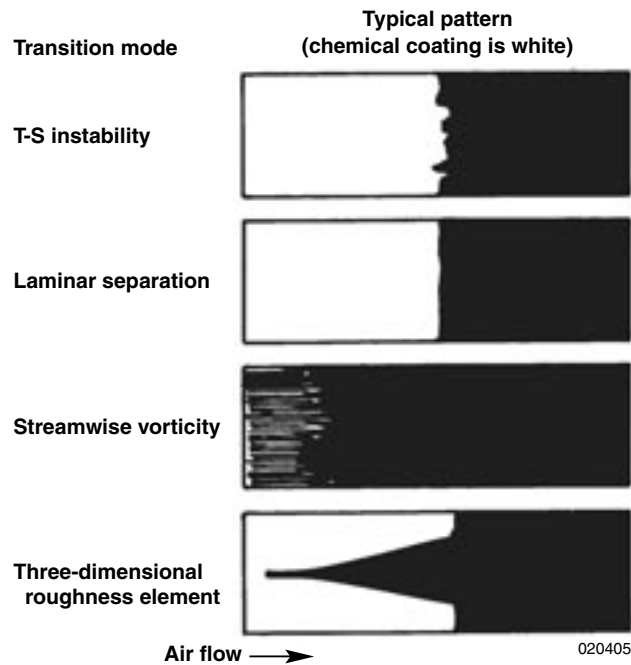 Transition mode
Typical pattern
(chemical coating is white)
T-S instability
Laminar separation
Streamwise vorticity
Three-dimensional
roughness element
Air flow
020405